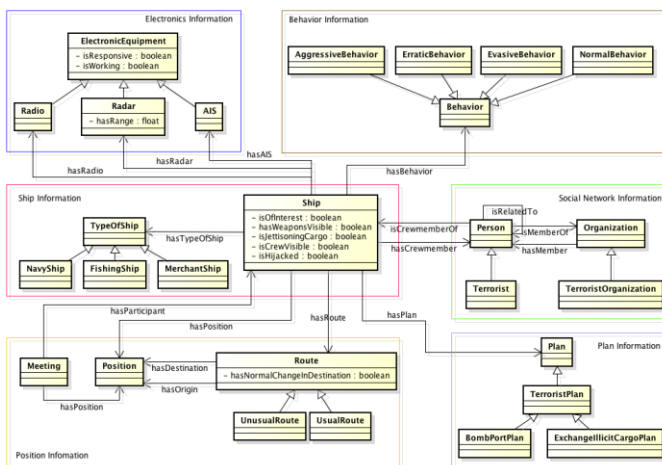 Electronics Information
ElectronicEquipment
- isResponsive : boolean
- isWorking : boolean
Radio
Radar
- hasRange : float
AIS
hasRadio
hasRadar
hasAIS
Behavior Information
AggressiveBehavior
ErraticBehavior
EvasiveBehavior
NormalBehavior
Behavior
hasBehavior
Ship Information
TypeOfShip
NavyShip
FishingShip
MerchantShip
hasTypeOfShip
Ship
- isOfInterest : boolean
- hasWeaponsVisible : boolean
- isJettisoningCargo : boolean
- isCrewVisible : boolean
- isHijacked : boolean
Social Network Information
isRelatedTo
isCrewmemberOf
hasCrewmember
Person
isMemberOf
hasMember
Organization
Terrorist
TerroristOrganization
hasParticipant
hasPosition
hasRoute
hasPlan
Meeting
Position
hasDestination
hasOrigin
hasPosition
Route
- hasNormalChangeInDestination : boolean
UnusualRoute
UsualRoute
Position Infomation
Plan Information
Plan
TerroristPlan
BombPortPlan
ExchangeIllicitCargoPlan